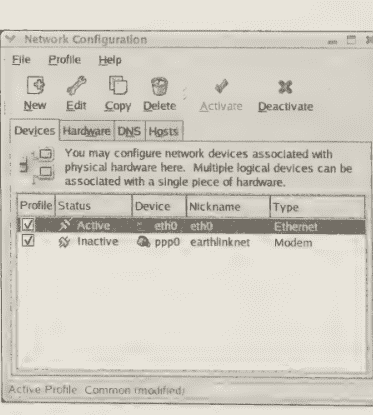 Network Configuration
File Profile Help
New Edit Copy Delete Activate Deactivate
Devices Hardware DNS Hosts
You may configure network devices associated with
physical hardware here. Multiple logical devices can be
associated with a single piece of hardware.
Profile Status Device Nickname Type
Active eth0 eth0 Ethernet
Inactive ppp0 earthlinknet Modem
Active Profile: Common (modified)